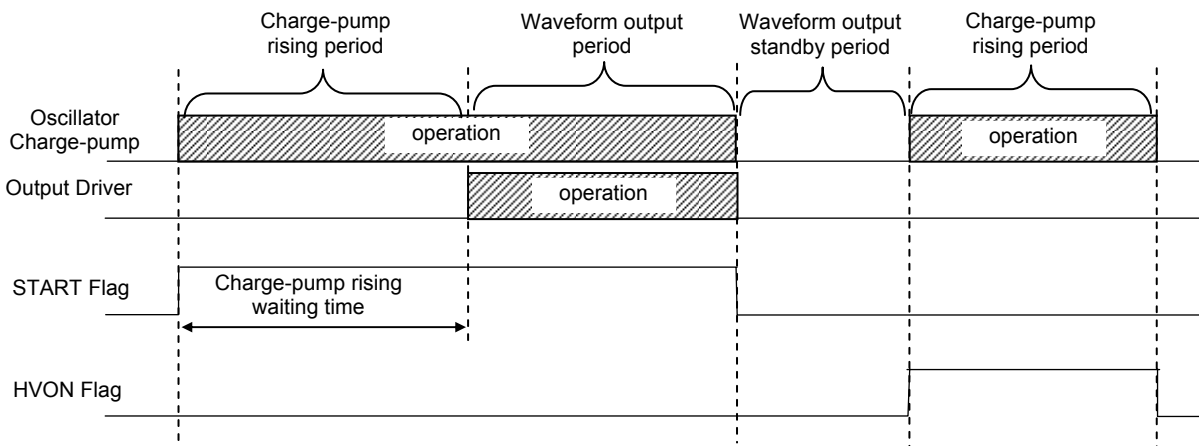 Charge-pump
rising period
Waveform output
period
Waveform output
standby period
Charge-pump
rising period
Oscillator
Charge-pump
operation
operation
Output Driver
operation
START Flag
Charge-pump rising
waiting time
HVON Flag